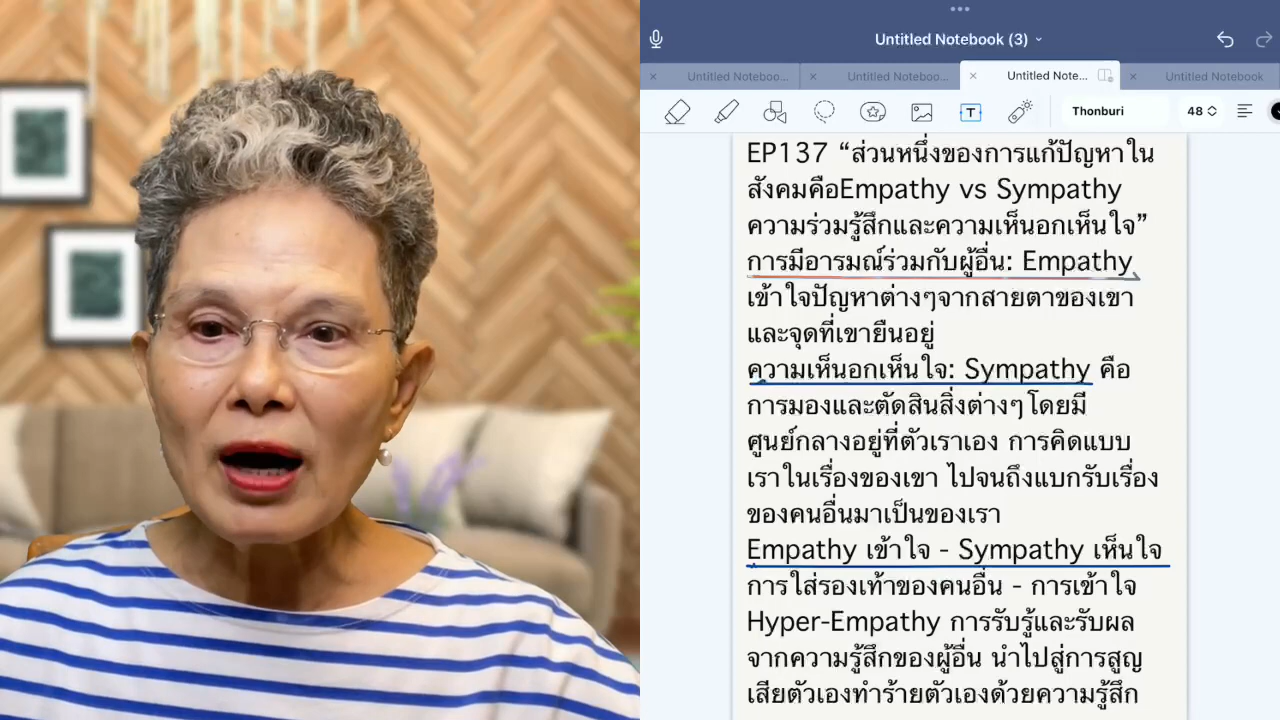 Untitled Notebook (3)
Untitled Noteboo...
Untitled Noteboo...
Untitled Note...
Untitled Notebook
T
Thonburi
48
EP137 “ส่วนหนึ่งของการแก้ปัญหาใน
สังคมคือEmpathy vs Sympathy
ความร่วมรู้สึกและความเห็นอกเห็นใจ”
การมีอารมณ์ร่วมกับผู้อื่น: Empathy
เข้าใจปัญหาต่างๆจากสายตาของเขา
และจุดที่เขายืนอยู่
ความเห็นอกเห็นใจ: Sympathy คือ
การมองและตัดสินสิ่งต่างๆโดยมี
ศูนย์กลางอยู่ที่ตัวเราเอง การคิดแบบ
เราในเรื่องของเขา ไปจนถึงแบกรับเรื่อง
ของคนอื่นมาเป็นของเรา
Empathy เข้าใจ - Sympathy เห็นใจ
การใส่รองเท้าของคนอื่น - การเข้าใจ
Hyper-Empathy การรับรู้และรับผล
จากความรู้สึกของผู้อื่น นำไปสู่การสูญ
เสียตัวเองทำร้ายตัวเองด้วยความรู้สึก